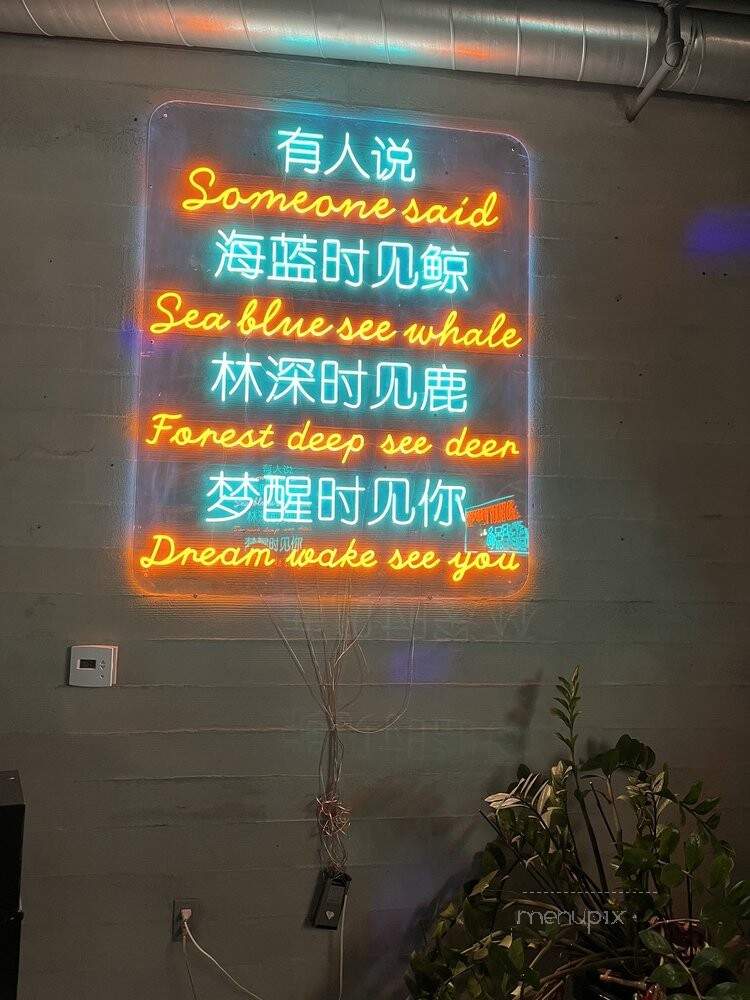 有人说
Someone said
海蓝时见鲸
Sea blue see whale
林深时见鹿
Forest deep see deer
梦醒时见你
Dream wake see you
menupix